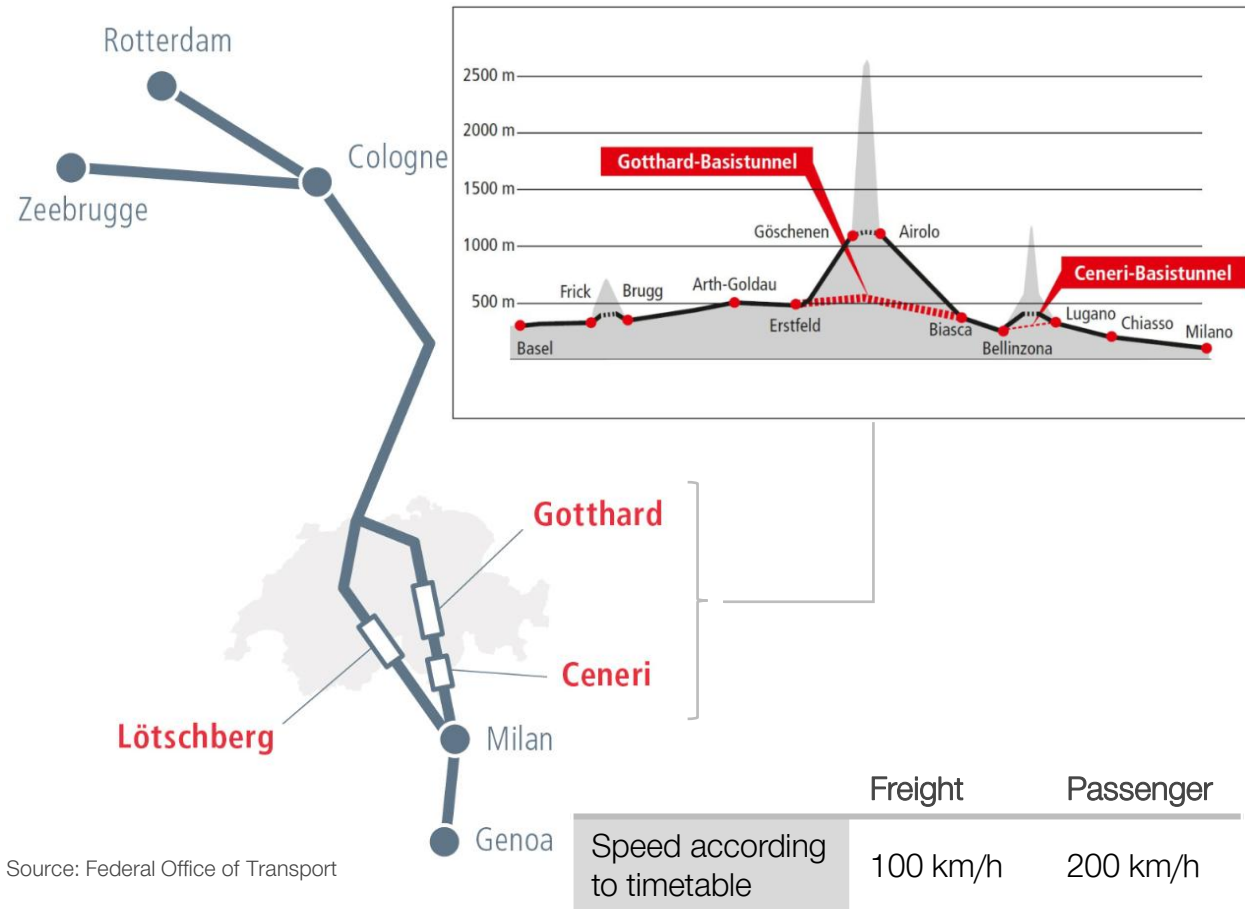 Rotterdam
Cologne
Zeebrugge
2500 m
2000 m
1500 m
1000 m
500 m
Gotthard-Basistunnel
Göschenen
Airolo
Ceneri-Basistunnel
Frick
Brugg
Arth-Goldau
Erstfeld
Biasca
Bellinzona
Lugano
Chiasso
Milano
Basel
Gotthard
Ceneri
Lötschberg
Milan
Genoa
Freight Passenger
Speed according
to timetable
100 km/h 200 km/h
Source: Federal Office of Transport